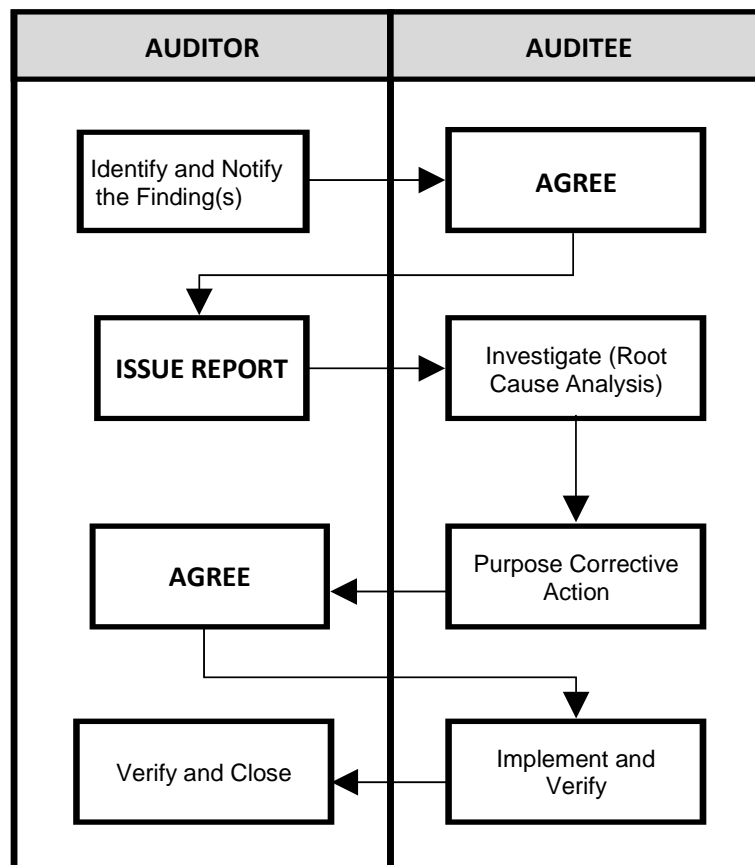 AUDITOR
AUDITEE
Identify and Notify
the Finding(s)
AGREE
ISSUE REPORT
Investigate (Root
Cause Analysis)
AGREE
Purpose Corrective
Action
Verify and Close
Implement and
Verify